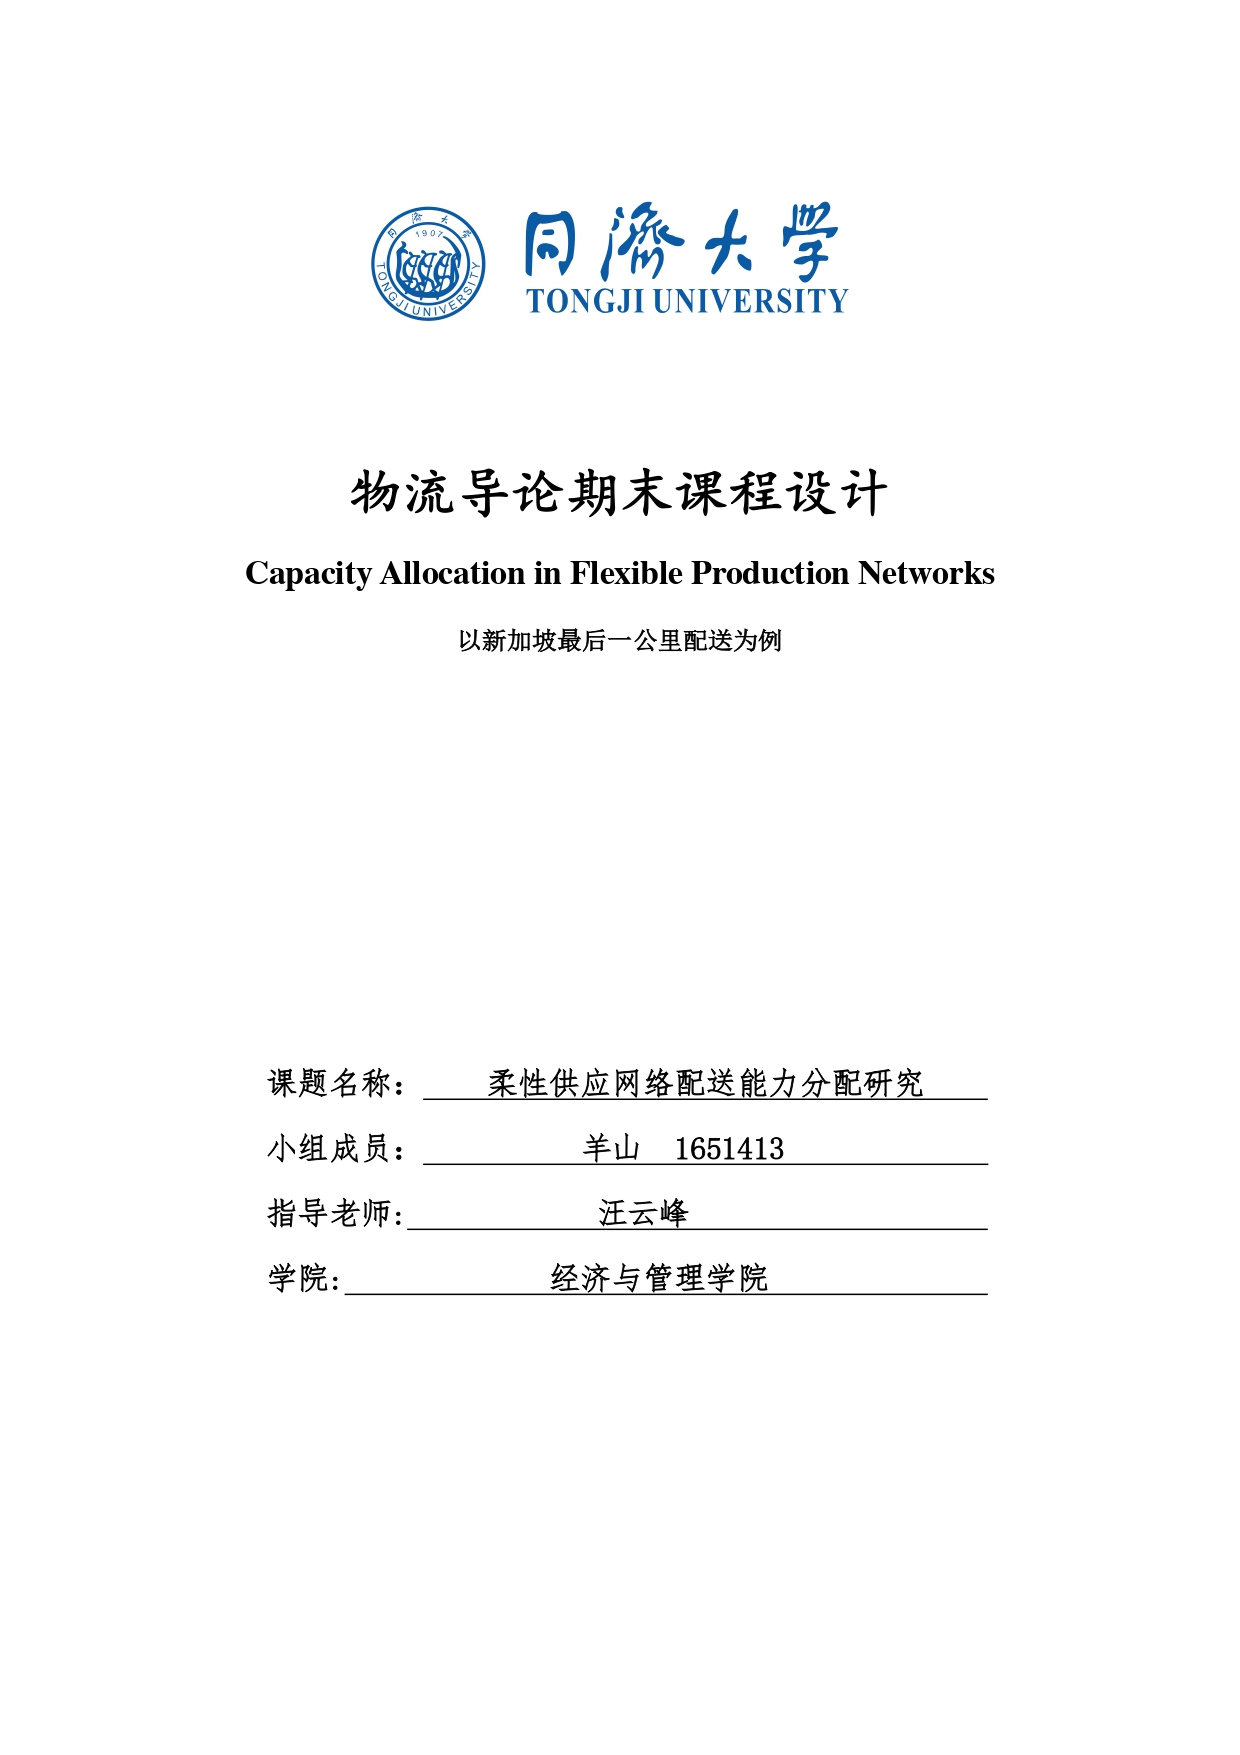 同濟大学
1907
TONGJI UNIVERSITY
同濟大学
TONGJI UNIVERSITY
物流导论期末课程设计
Capacity Allocation in Flexible Production Networks
以新加坡最后一公里配送为例
课题名称： 柔性供应网络配送能力分配研究
小组成员： 羊山 1651413
指导老师: 汪云峰
学院: 经济与管理学院